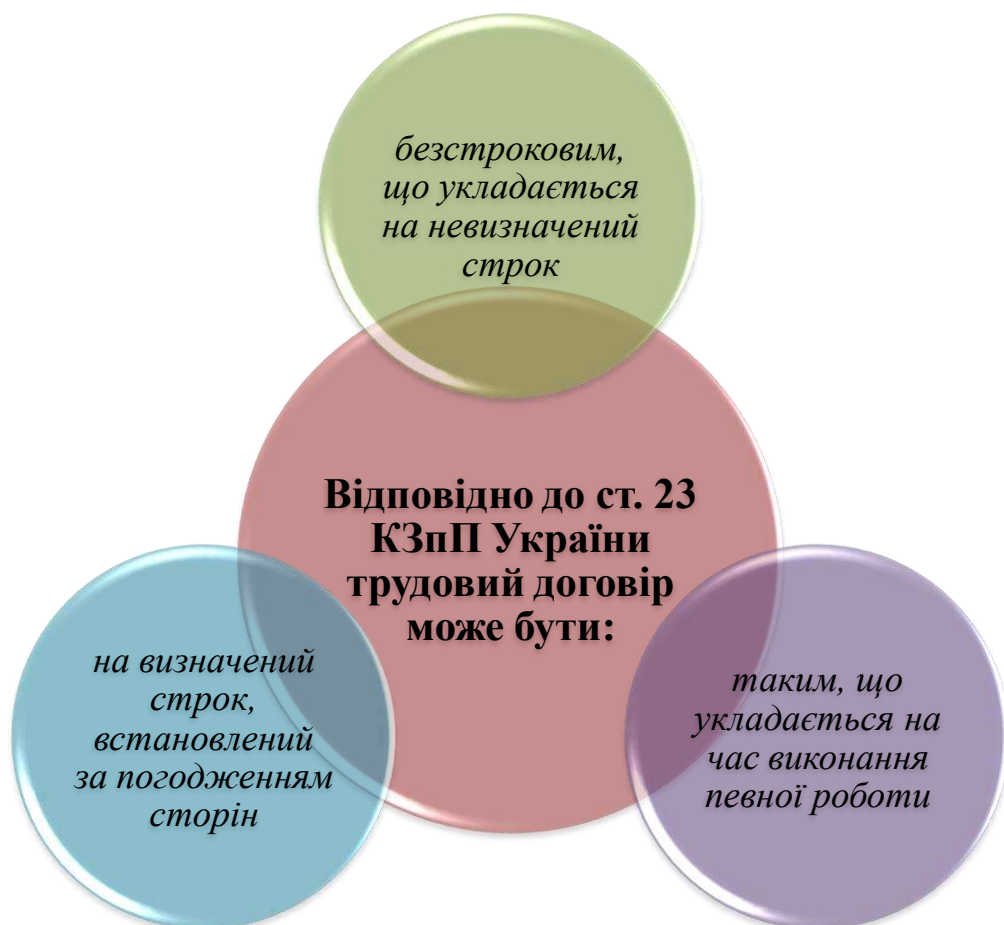 безстроковим,
що укладається
на невизначений
строк
Відповідно до ст. 23
КЗпП України
трудовий договір
може бути:
на визначений
строк,
встановлений
за погодженням
сторін
таким, що
укладається на
час виконання
певної роботи